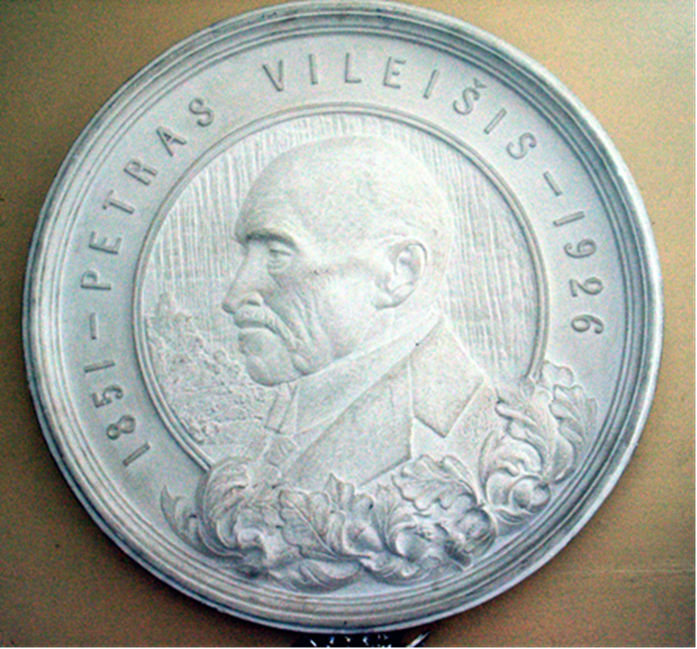 1851 — PETRAS VILEIŠIS — 1926